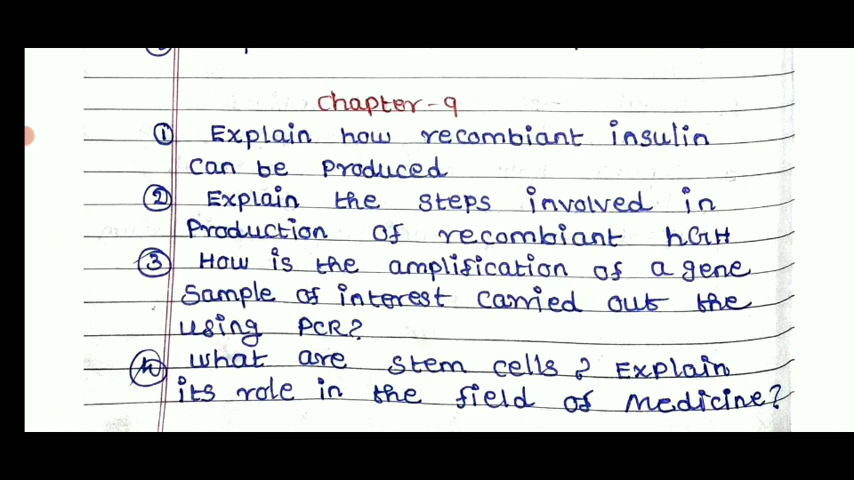 Chapter-9
① Explain how recombiant insulin
can be produced
② Explain the steps involved in
Production of recombiant hGH
③ How is the amplification of a gene
Sample of interest carried out the
using PCR?
④ What are stem cells? Explain
its role in the field of Medicine?